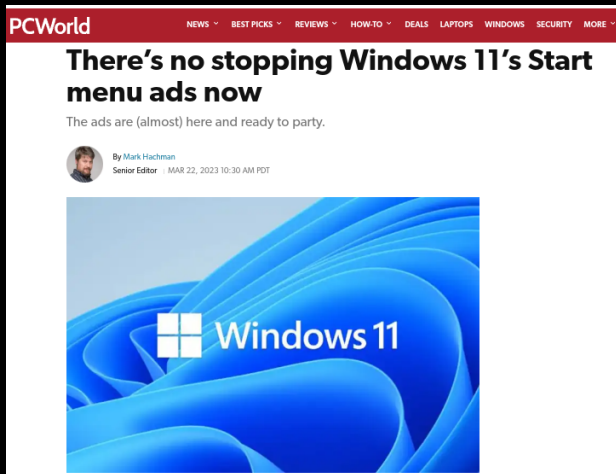 PCWorld NEWS BEST PICKS REVIEWS HOW-TO DEALS LAPTOPS WINDOWS SECURITY MORE
There's no stopping Windows 11's Start
menu ads now
The ads are (almost) here and ready to party.
By Mark Hachman
Senior Editor | MAR 22, 2023 10:30 AM PDT
Windows 11